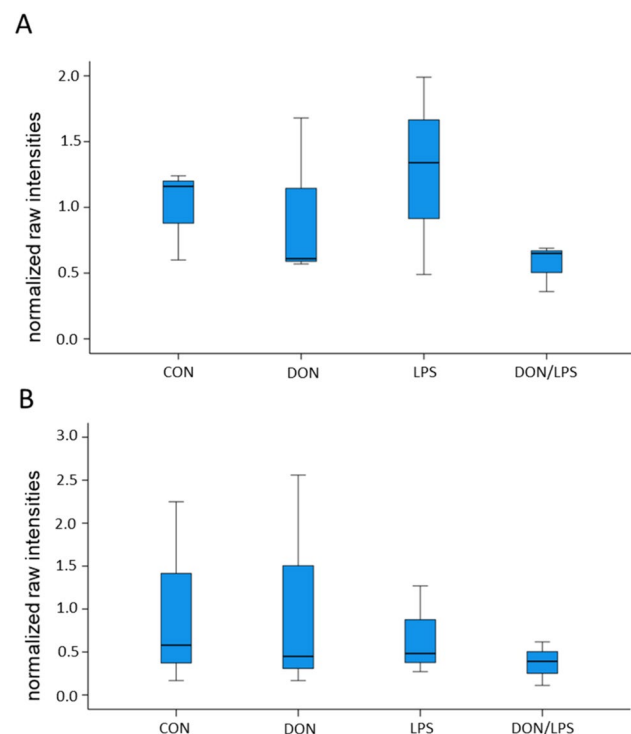 A
normalized raw intensities
2.0
1.5
1.0
0.5
0.0
CON DON LPS DON/LPS
B
normalized raw intensities
3.0
2.5
2.0
1.5
1.0
0.5
0.0
CON DON LPS DON/LPS